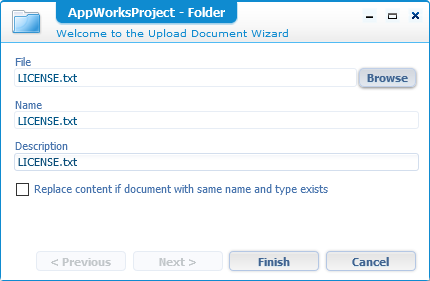 AppWorksProject - Folder
Welcome to the Upload Document Wizard
File
LICENSE.txt
Browse
Name
LICENSE.txt
Description
LICENSE.txt
Replace content if document with same name and type exists
< Previous
Next >
Finish
Cancel